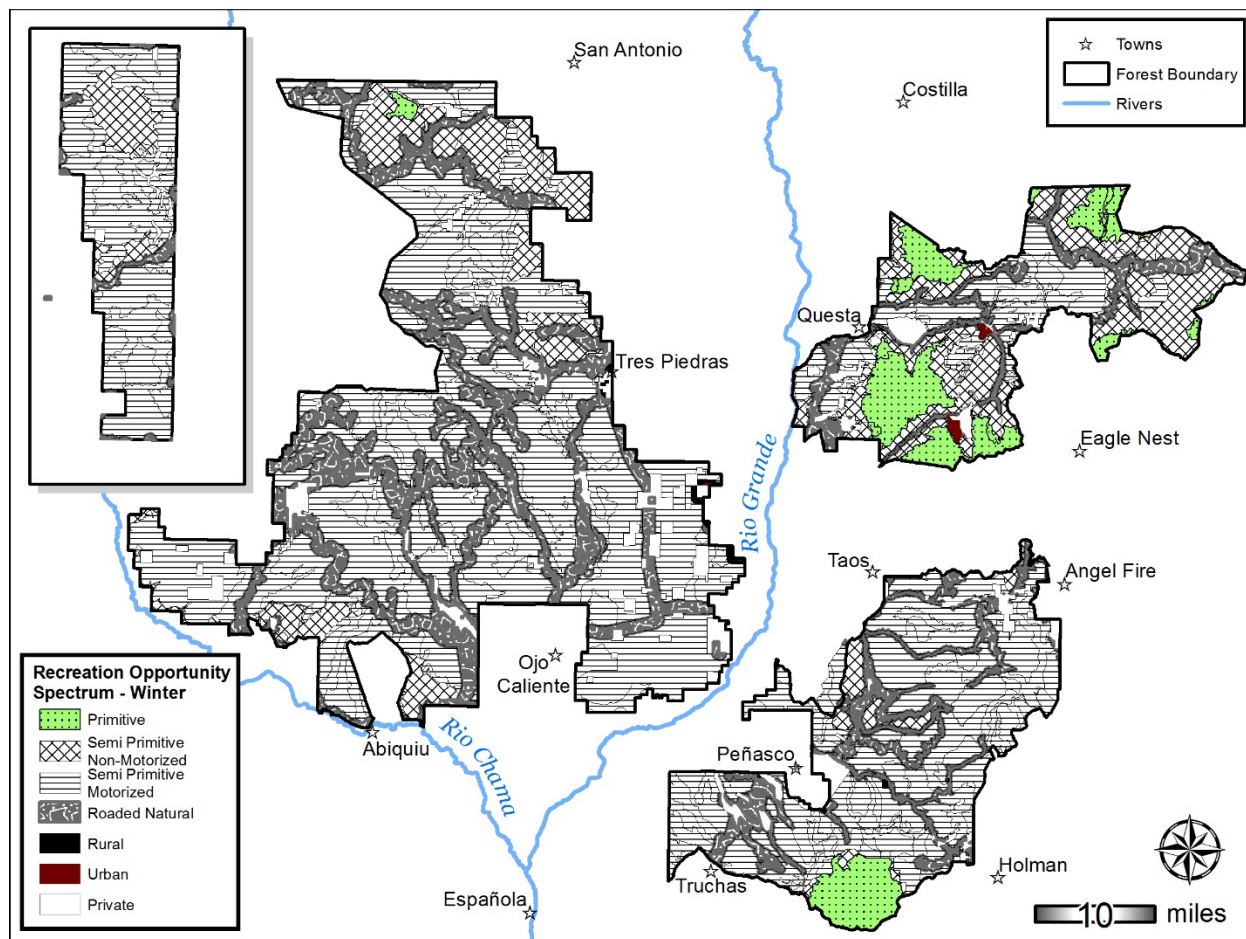 San Antonio
Costilla
Towns
Forest Boundary
Rivers
Questa
Tres Piedras
Eagle Nest
Rio Grande
Taos
Angel Fire
Ojo
Caliente
Abiquiu
Rio Chama
Peñasco
Truchas
Holman
Española
Recreation Opportunity
Spectrum - Winter
Primitive
Semi Primitive
Non-Motorized
Semi Primitive
Motorized
Roaded Natural
Rural
Urban
Private
10 miles